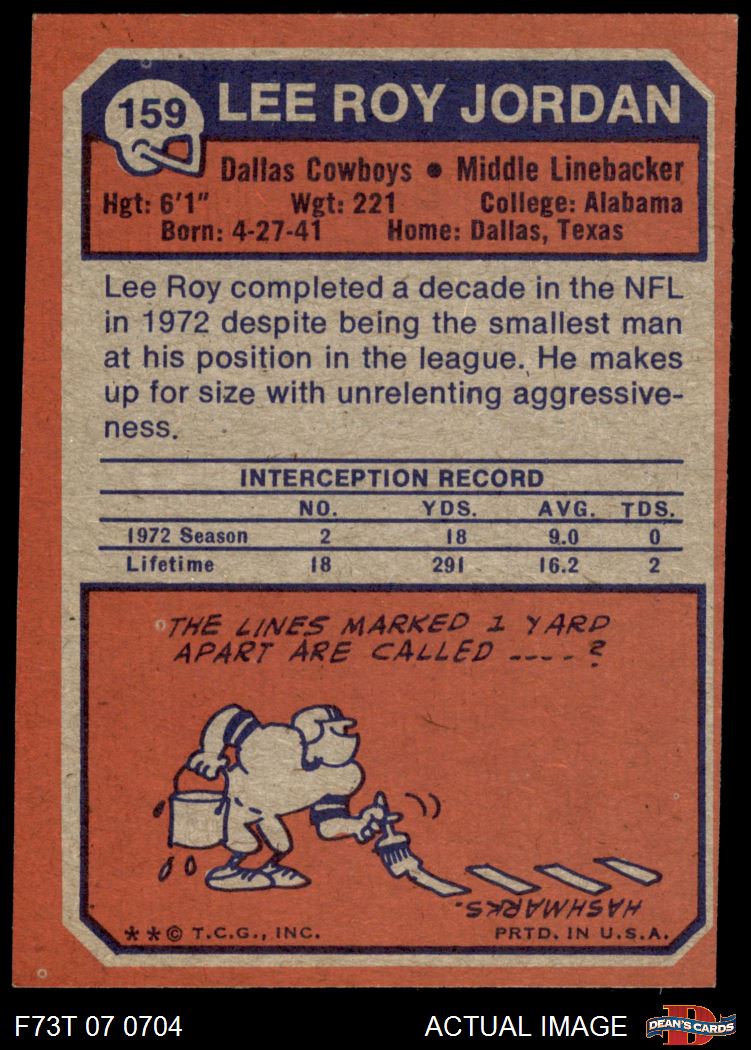 159 LEE ROY JORDAN
Dallas Cowboys • Middle Linebacker
Hgt: 6'1" Wgt: 221 College: Alabama
Born: 4-27-41 Home: Dallas, Texas
Lee Roy completed a decade in the NFL
in 1972 despite being the smallest man
at his position in the league. He makes
up for size with unrelenting aggressive-
ness.
INTERCEPTION RECORD
NO. YDS. AVG. TDS.
1972 Season 2 18 9.0 0
Lifetime 18 291 16.2 2
THE LINES MARKED 1 YARD
APART ARE CALLED ----?
HASHMARKS.
**© T.C.G., INC. PRTD. IN U.S.A.
F73T 07 0704 ACTUAL IMAGE
D
DEAN'S CARDS